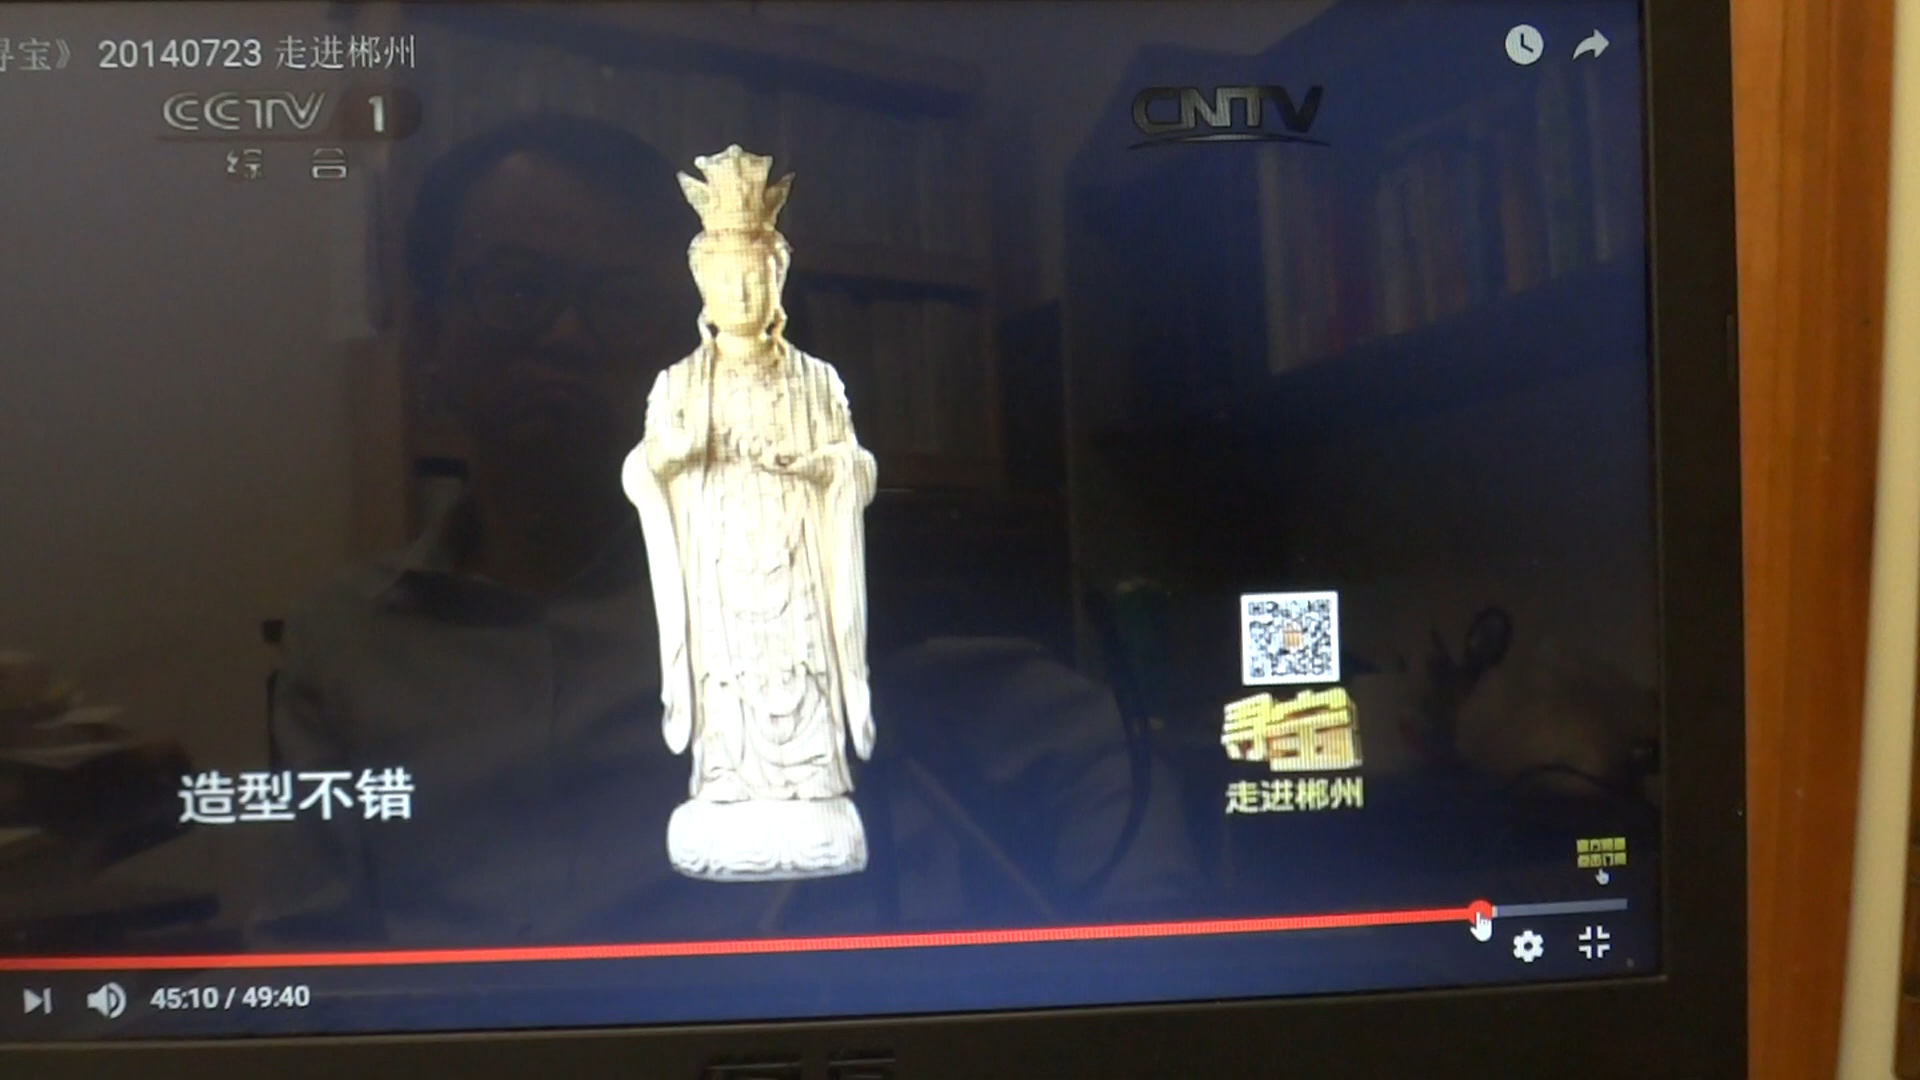 寻宝》 20140723 走进郴州
CCTV 1
综 合
CNTV
造型不错
寻宝
走进郴州
45:10 / 49:40